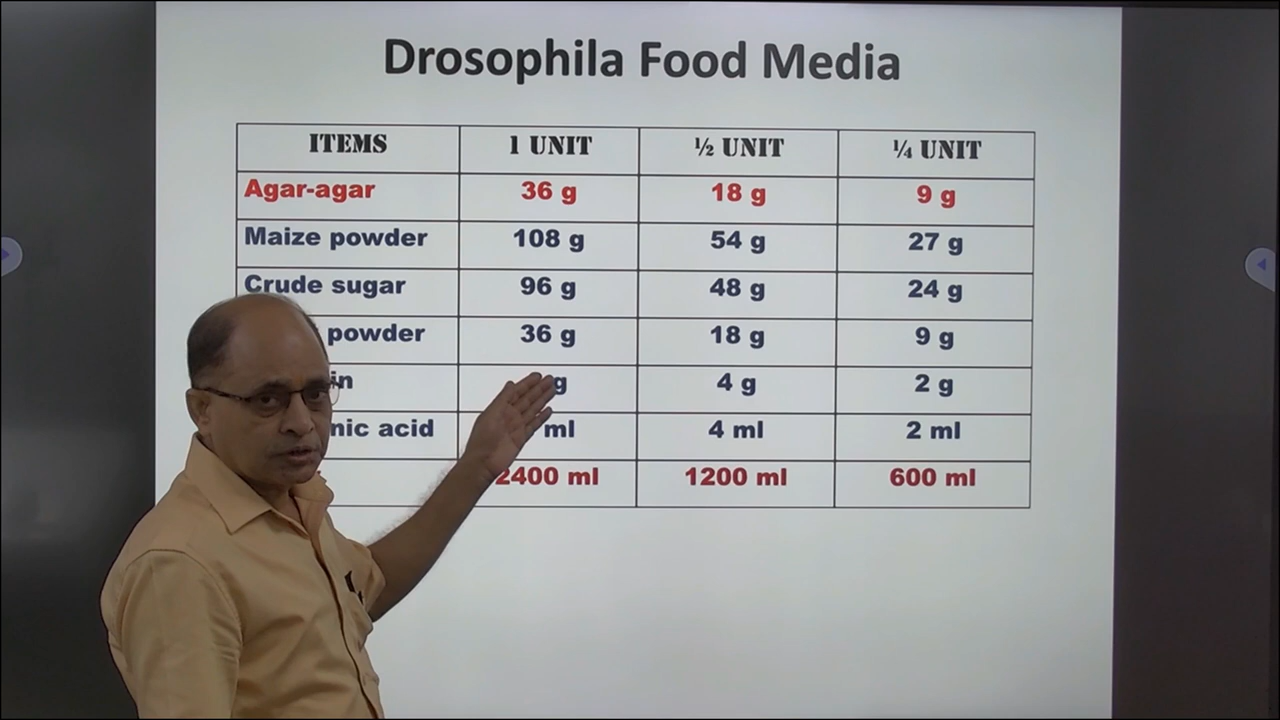 Drosophila Food Media
ITEMS 1 UNIT ½ UNIT ¼ UNIT
Agar-agar 36 g 18 g 9 g
Maize powder 108 g 54 g 27 g
Crude sugar 96 g 48 g 24 g
powder 36 g 18 g 9 g
g 4 g 2 g
acid ml 4 ml 2 ml
2400 ml 1200 ml 600 ml